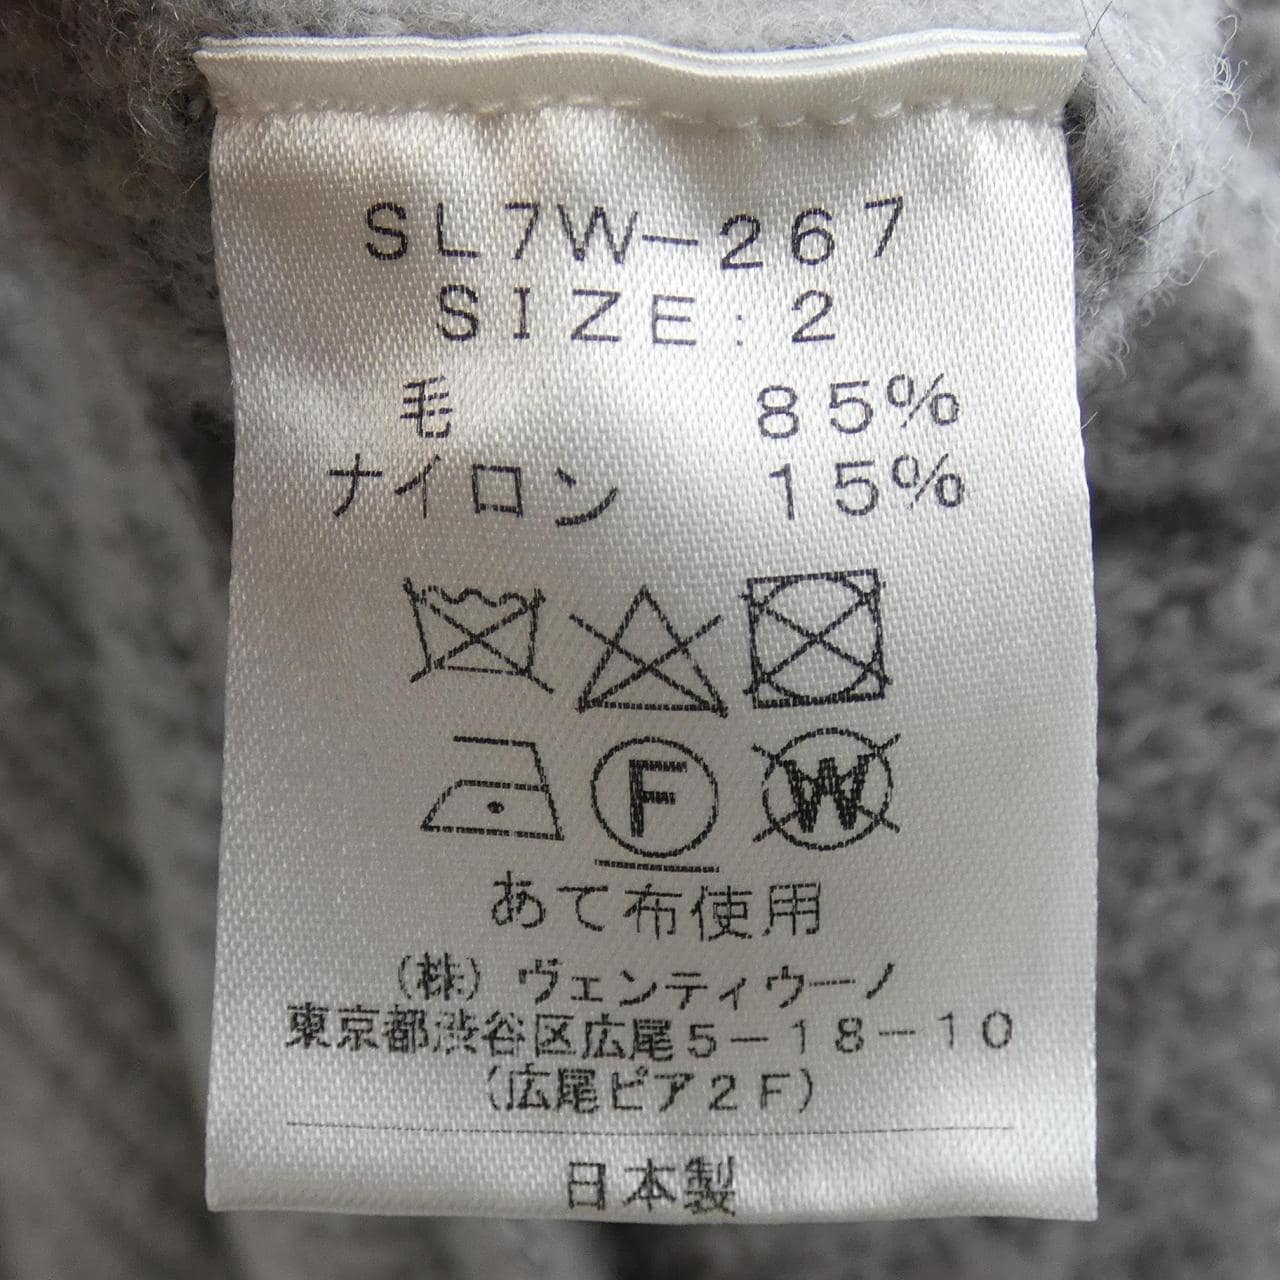 SL7W-267
SIZE:2
毛 85%
ナイロン 15%
F W
あて布使用
(株)ヴェンティウーノ
東京都渋谷区広尾5-18-10
(広尾ピア2F)
日本製